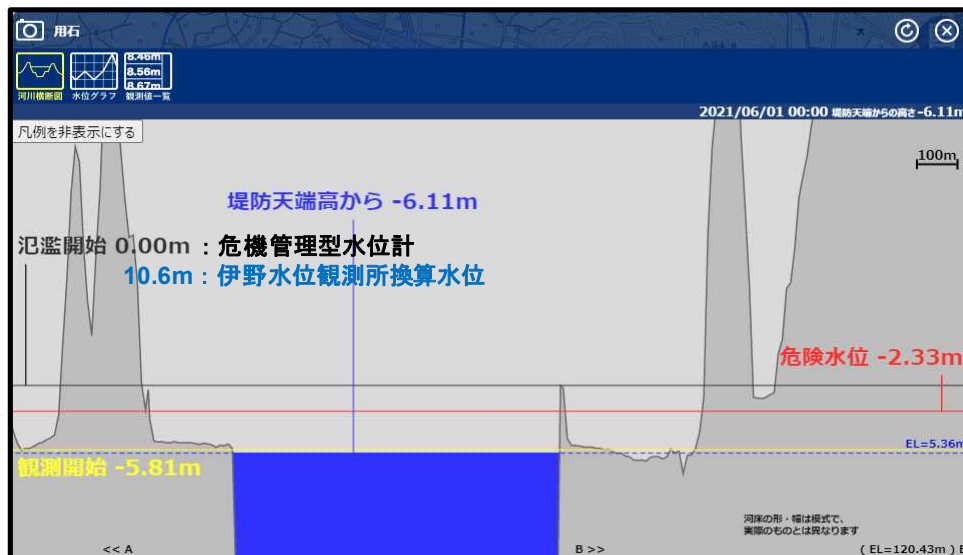 用石
8.46m
8.56m
8.67m
河川横断図 水位グラフ 観測値一覧
2021/06/01 00:00 堤防天端からの高さ-6.11m
凡例を非表示にする
100m
堤防天端高から -6.11m
氾濫開始 0.00m : 危機管理型水位計
10.6m : 伊野水位観測所換算水位
危険水位 -2.33m
EL=5.36m
観測開始 -5.81m
河床の形・幅は模式で、
実際のものとは異なります
<< A
B >>
( EL=120.43m ) B